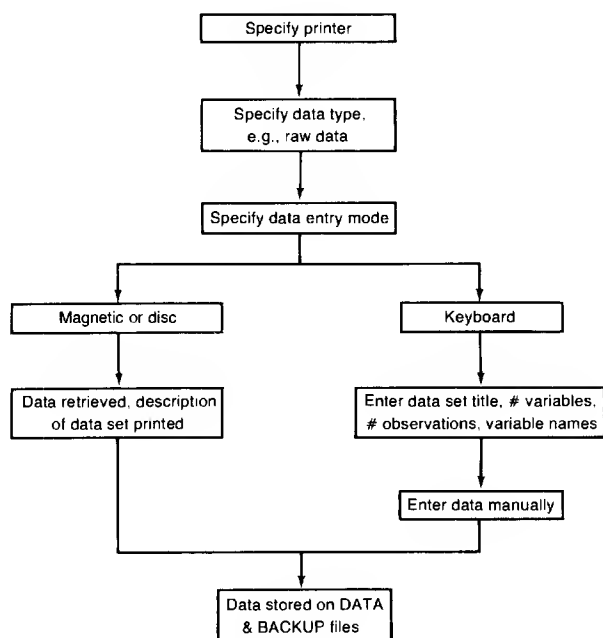 Specify printer
Specify data type,
e.g., raw data
Specify data entry mode
Magnetic or disc
Keyboard
Data retrieved, description
of data set printed
Enter data set title, # variables,
# observations, variable names
Enter data manually
Data stored on DATA
& BACKUP files